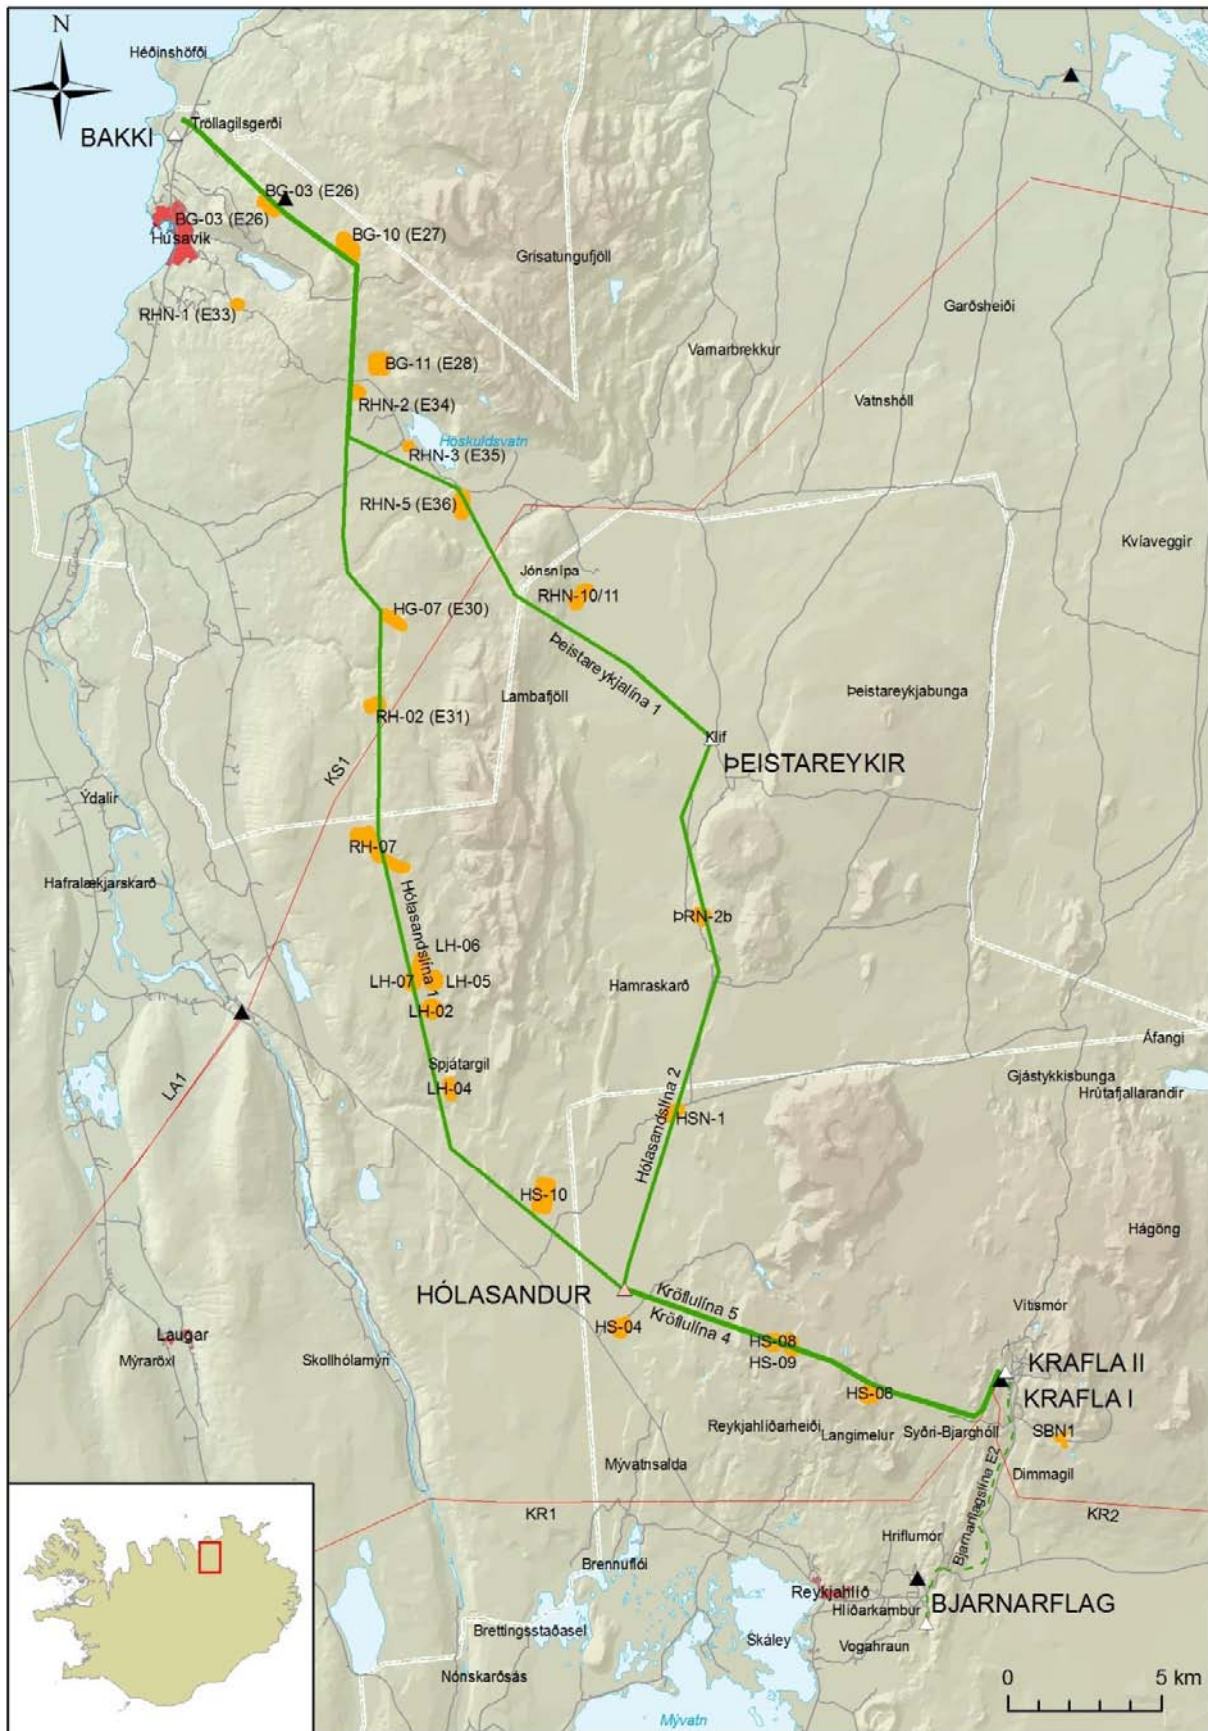 N
Héðinshöfði
Tröllagilsgerði
BAKKI
BG-03 (E26)
BG-03 (E26)
Húsavík
BG-10 (E27)
Grísatungufjöll
RHN-1 (E33)
Garðsheiði
Varnarbrekkur
BG-11 (E28)
RHN-2 (E34)
Vatnshöll
Höskuldsvatn
RHN-3 (E35)
RHN-5 (E36)
Kvíaveggir
Jónsnípa
RHN-10/11
HG-07 (E30)
Þeistareykjalína 1
Lambafjöll
Þeistareykjabunga
RH-02 (E31)
Klif
ÞEISTAREYKIR
KS1
Ýdalir
RH-07
Hafralækjarskarð
Hólasandslína 1
ÞRN-2b
LH-06
LH-07
LH-05
Hamraskarð
LH-02
Áfangi
Spjátargil
Gjástykkisbunga
LH-04
Hrútafjallarandir
LA1
HSN-1
Hólasandslína 2
HS-10
Hágöng
HÓLASANDUR
Kröflulína 5
Kröflulína 4
Vítismór
HS-04
Laugar
HS-08
HS-09
Mýraröxl
Skollhólamýri
KRAFLA II
KRAFLA I
HS-08
Reykjahlíðarheiði
Langimelur
Syðri-Bjarghóll
SBN1
Mývatnsalda
Dimmagil
Bjarnarflagslína E2
KR1
KR2
Hriflumór
Brennuflói
Reykjahlíð
Hlíðarkambur
BJARNARFLAG
Brettingsstaðasel
Skáley
Vogahraun
Nónskarðsás
0 5 km
Mývatn